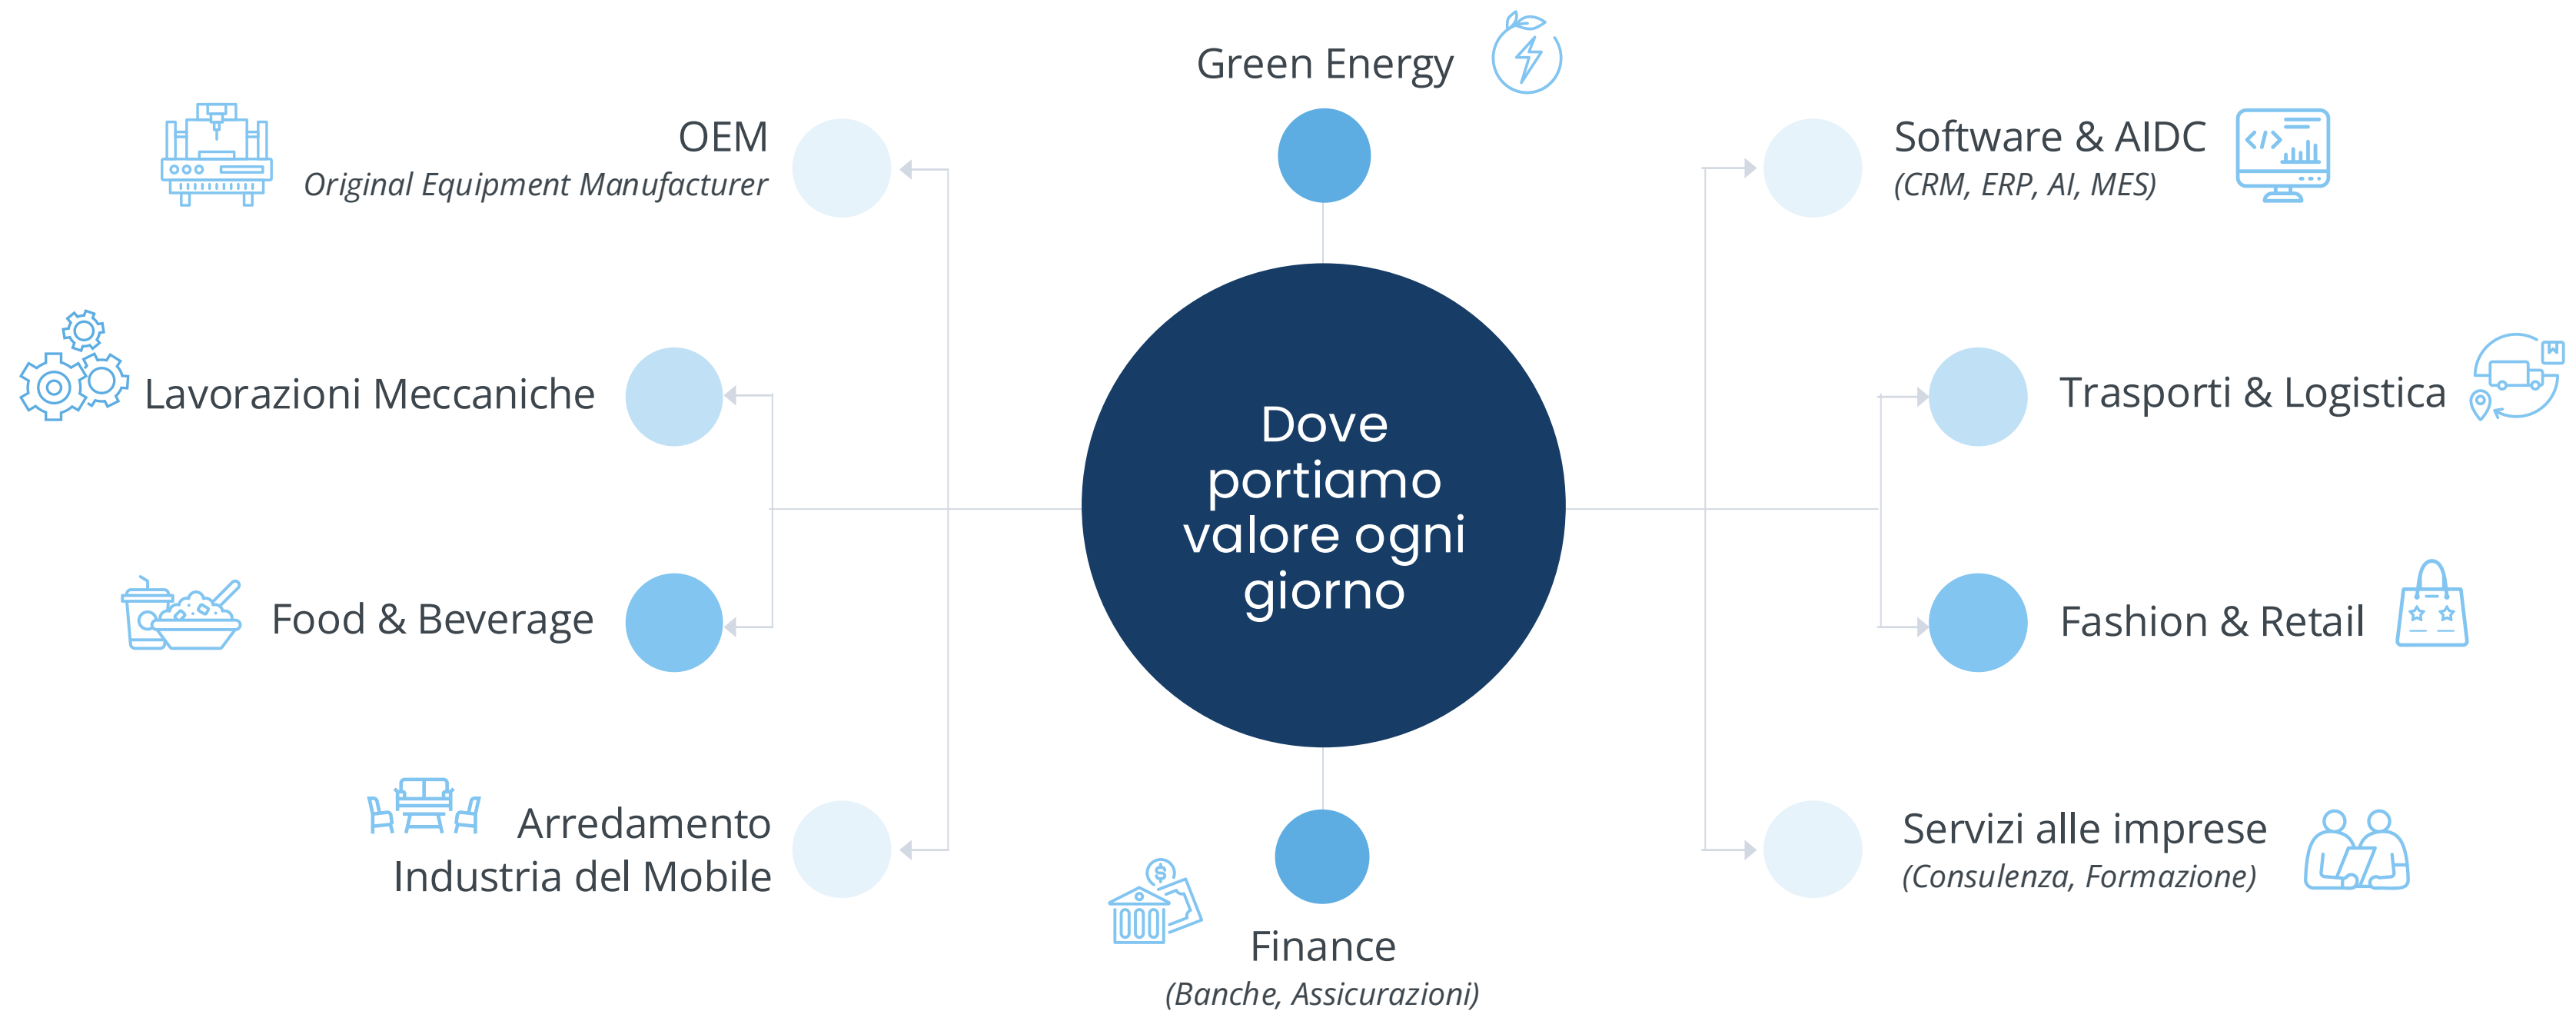 Green Energy
OEM
Original Equipment Manufacturer
Software & AIDC
(CRM, ERP, AI, MES)
Lavorazioni Meccaniche
Trasporti & Logistica
Dove
portiamo
valore ogni
giorno
Food & Beverage
Fashion & Retail
Arredamento
Industria del Mobile
Servizi alle imprese
(Consulenza, Formazione)
Finance
(Banche, Assicurazioni)